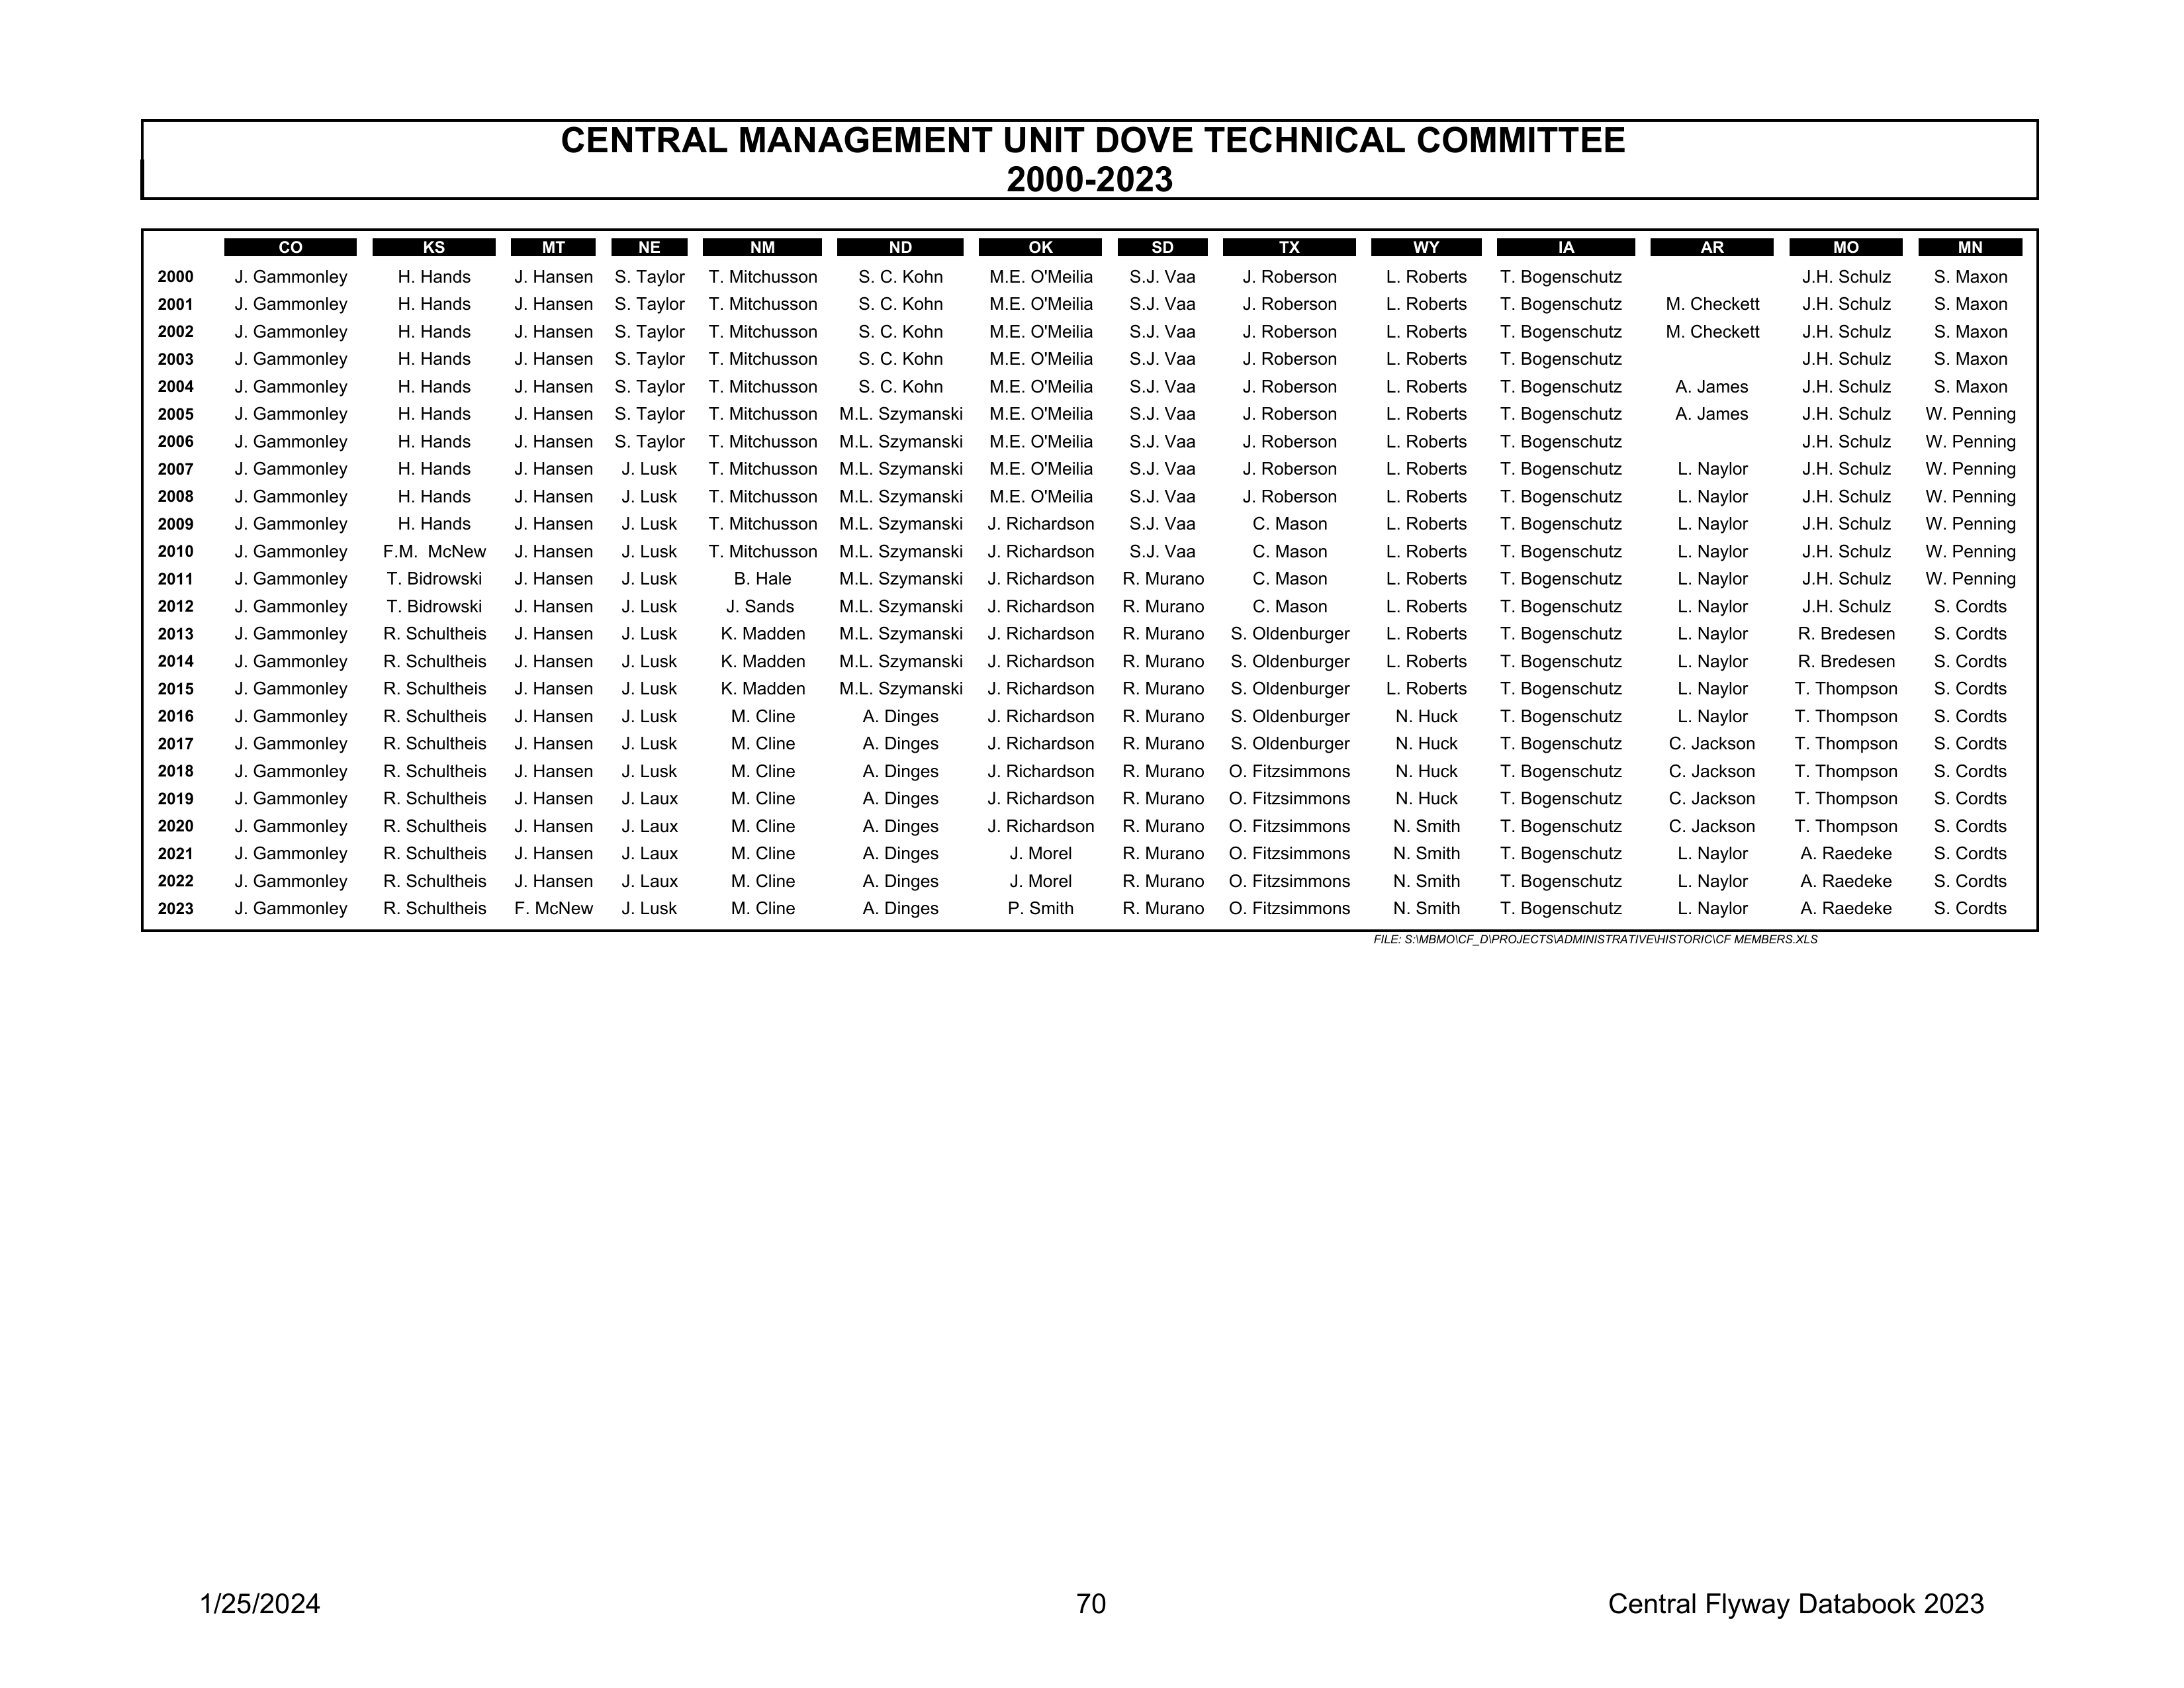 CENTRAL MANAGEMENT UNIT DOVE TECHNICAL COMMITTEE
2000-2023
CO KS MT NE NM ND OK SD TX WY IA AR MO MN
2000 J. Gammonley H. Hands J. Hansen S. Taylor T. Mitchusson S. C. Kohn M.E. O'Meilia S.J. Vaa J. Roberson L. Roberts T. Bogenschutz J.H. Schulz S. Maxon
2001 J. Gammonley H. Hands J. Hansen S. Taylor T. Mitchusson S. C. Kohn M.E. O'Meilia S.J. Vaa J. Roberson L. Roberts T. Bogenschutz M. Checkett J.H. Schulz S. Maxon
2002 J. Gammonley H. Hands J. Hansen S. Taylor T. Mitchusson S. C. Kohn M.E. O'Meilia S.J. Vaa J. Roberson L. Roberts T. Bogenschutz M. Checkett J.H. Schulz S. Maxon
2003 J. Gammonley H. Hands J. Hansen S. Taylor T. Mitchusson S. C. Kohn M.E. O'Meilia S.J. Vaa J. Roberson L. Roberts T. Bogenschutz J.H. Schulz S. Maxon
2004 J. Gammonley H. Hands J. Hansen S. Taylor T. Mitchusson S. C. Kohn M.E. O'Meilia S.J. Vaa J. Roberson L. Roberts T. Bogenschutz A. James J.H. Schulz S. Maxon
2005 J. Gammonley H. Hands J. Hansen S. Taylor T. Mitchusson M.L. Szymanski M.E. O'Meilia S.J. Vaa J. Roberson L. Roberts T. Bogenschutz A. James J.H. Schulz W. Penning
2006 J. Gammonley H. Hands J. Hansen S. Taylor T. Mitchusson M.L. Szymanski M.E. O'Meilia S.J. Vaa J. Roberson L. Roberts T. Bogenschutz J.H. Schulz W. Penning
2007 J. Gammonley H. Hands J. Hansen J. Lusk T. Mitchusson M.L. Szymanski M.E. O'Meilia S.J. Vaa J. Roberson L. Roberts T. Bogenschutz L. Naylor J.H. Schulz W. Penning
2008 J. Gammonley H. Hands J. Hansen J. Lusk T. Mitchusson M.L. Szymanski M.E. O'Meilia S.J. Vaa J. Roberson L. Roberts T. Bogenschutz L. Naylor J.H. Schulz W. Penning
2009 J. Gammonley H. Hands J. Hansen J. Lusk T. Mitchusson M.L. Szymanski J. Richardson S.J. Vaa C. Mason L. Roberts T. Bogenschutz L. Naylor J.H. Schulz W. Penning
2010 J. Gammonley F.M. McNew J. Hansen J. Lusk T. Mitchusson M.L. Szymanski J. Richardson S.J. Vaa C. Mason L. Roberts T. Bogenschutz L. Naylor J.H. Schulz W. Penning
2011 J. Gammonley T. Bidrowski J. Hansen J. Lusk B. Hale M.L. Szymanski J. Richardson R. Murano C. Mason L. Roberts T. Bogenschutz L. Naylor J.H. Schulz W. Penning
2012 J. Gammonley T. Bidrowski J. Hansen J. Lusk J. Sands M.L. Szymanski J. Richardson R. Murano C. Mason L. Roberts T. Bogenschutz L. Naylor J.H. Schulz S. Cordts
2013 J. Gammonley R. Schultheis J. Hansen J. Lusk K. Madden M.L. Szymanski J. Richardson R. Murano S. Oldenburger L. Roberts T. Bogenschutz L. Naylor R. Bredesen S. Cordts
2014 J. Gammonley R. Schultheis J. Hansen J. Lusk K. Madden M.L. Szymanski J. Richardson R. Murano S. Oldenburger L. Roberts T. Bogenschutz L. Naylor R. Bredesen S. Cordts
2015 J. Gammonley R. Schultheis J. Hansen J. Lusk K. Madden M.L. Szymanski J. Richardson R. Murano S. Oldenburger L. Roberts T. Bogenschutz L. Naylor T. Thompson S. Cordts
2016 J. Gammonley R. Schultheis J. Hansen J. Lusk M. Cline A. Dinges J. Richardson R. Murano S. Oldenburger N. Huck T. Bogenschutz L. Naylor T. Thompson S. Cordts
2017 J. Gammonley R. Schultheis J. Hansen J. Lusk M. Cline A. Dinges J. Richardson R. Murano S. Oldenburger N. Huck T. Bogenschutz C. Jackson T. Thompson S. Cordts
2018 J. Gammonley R. Schultheis J. Hansen J. Lusk M. Cline A. Dinges J. Richardson R. Murano O. Fitzsimmons N. Huck T. Bogenschutz C. Jackson T. Thompson S. Cordts
2019 J. Gammonley R. Schultheis J. Hansen J. Laux M. Cline A. Dinges J. Richardson R. Murano O. Fitzsimmons N. Huck T. Bogenschutz C. Jackson T. Thompson S. Cordts
2020 J. Gammonley R. Schultheis J. Hansen J. Laux M. Cline A. Dinges J. Richardson R. Murano O. Fitzsimmons N. Smith T. Bogenschutz C. Jackson T. Thompson S. Cordts
2021 J. Gammonley R. Schultheis J. Hansen J. Laux M. Cline A. Dinges J. Morel R. Murano O. Fitzsimmons N. Smith T. Bogenschutz L. Naylor A. Raedeke S. Cordts
2022 J. Gammonley R. Schultheis J. Hansen J. Laux M. Cline A. Dinges J. Morel R. Murano O. Fitzsimmons N. Smith T. Bogenschutz L. Naylor A. Raedeke S. Cordts
2023 J. Gammonley R. Schultheis F. McNew J. Lusk M. Cline A. Dinges P. Smith R. Murano O. Fitzsimmons N. Smith T. Bogenschutz L. Naylor A. Raedeke S. Cordts
FILE: S:\MBMO\CF_D\PROJECTS\ADMINISTRATIVE\HISTORIC\CF MEMBERS.XLS
1/25/2024 70 Central Flyway Databook 2023